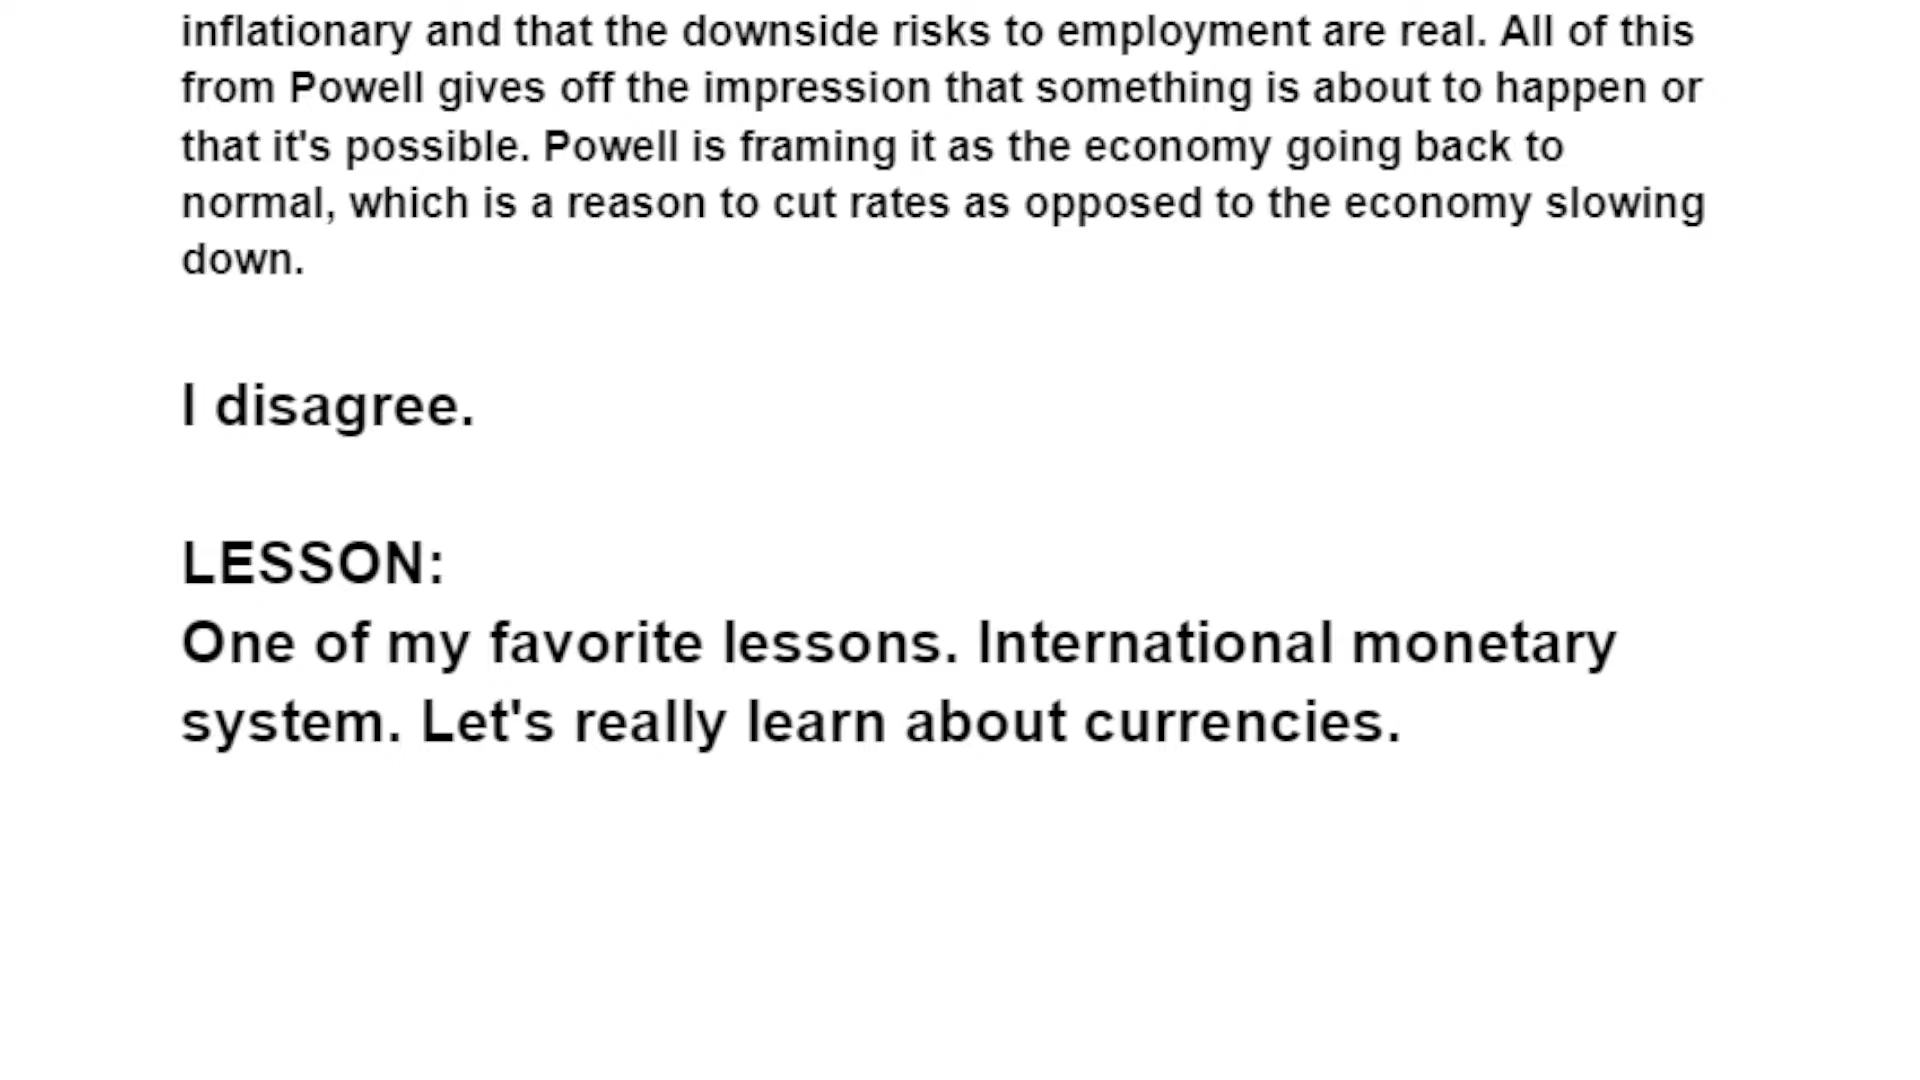 inflationary and that the downside risks to employment are real. All of this
from Powell gives off the impression that something is about to happen or
that it's possible. Powell is framing it as the economy going back to
normal, which is a reason to cut rates as opposed to the economy slowing
down.
I disagree.
LESSON:
One of my favorite lessons. International monetary
system. Let's really learn about currencies.